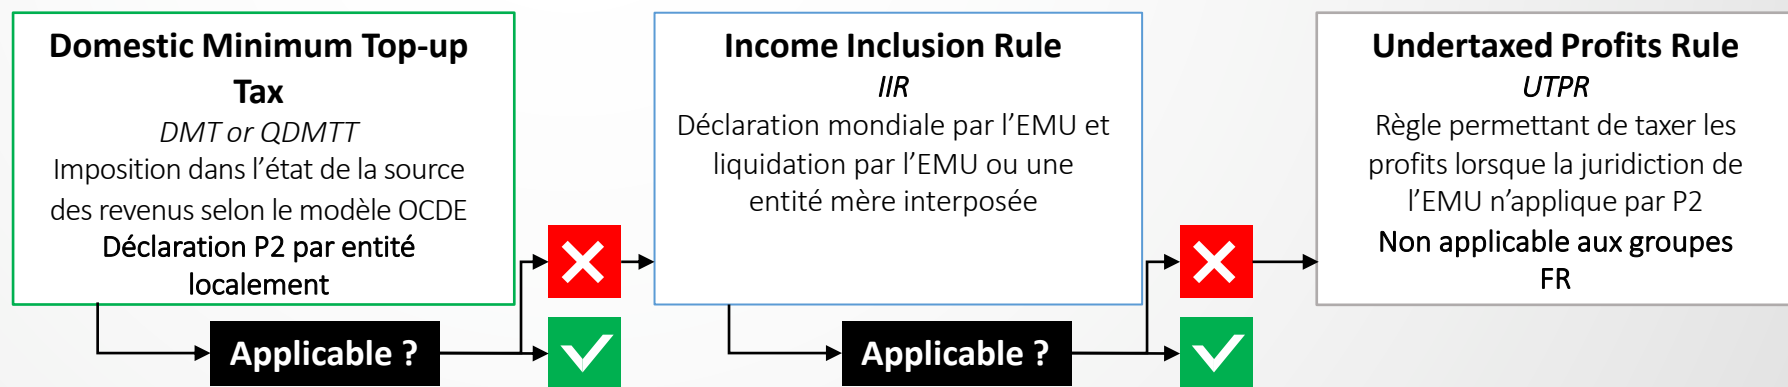 Domestic Minimum Top-up
Tax
DMT or QDMTT
Imposition dans l’état de la source
des revenus selon le modèle OCDE
Déclaration P2 par entité
localement
Applicable ?
Income Inclusion Rule
IIR
Déclaration mondiale par l’EMU et
liquidation par l’EMU ou une
entité mère interposée
Applicable ?
Undertaxed Profits Rule
UTPR
Règle permettant de taxer les
profits lorsque la juridiction de
l’EMU n’applique par P2
Non applicable aux groupes
FR